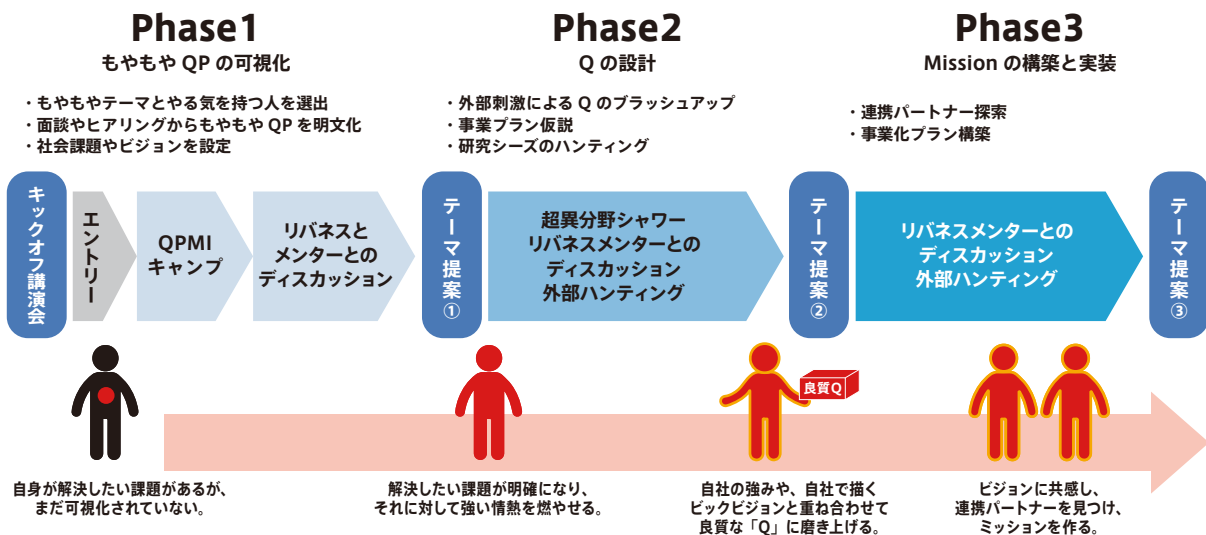 Phase1
もやもや QP の可視化
・もやもやテーマとやる気を持つ人を選出
・面談やヒアリングからもやもや QP を明文化
・社会課題やビジョンを設定
Phase2
Q の設計
・外部刺激による Q のブラッシュアップ
・事業プラン仮説
・研究シーズのハンティング
Phase3
Mission の構築と実装
・連携パートナー探索
・事業化プラン構築
キックオフ講演会
エントリー
QPMI
キャンプ
リバネスと
メンターとの
ディスカッション
テーマ提案①
超異分野シャワー
リバネスメンターとの
ディスカッション
外部ハンティング
テーマ提案②
リバネスメンターとの
ディスカッション
外部ハンティング
テーマ提案③
良質Q
自身が解決したい課題があるが、
まだ可視化されていない。
解決したい課題が明確になり、
それに対して強い情熱を燃やせる。
自社の強みや、自社で描く
ビックビジョンと重ね合わせて
良質な「Q」に磨き上げる。
ビジョンに共感し、
連携パートナーを見つけ、
ミッションを作る。